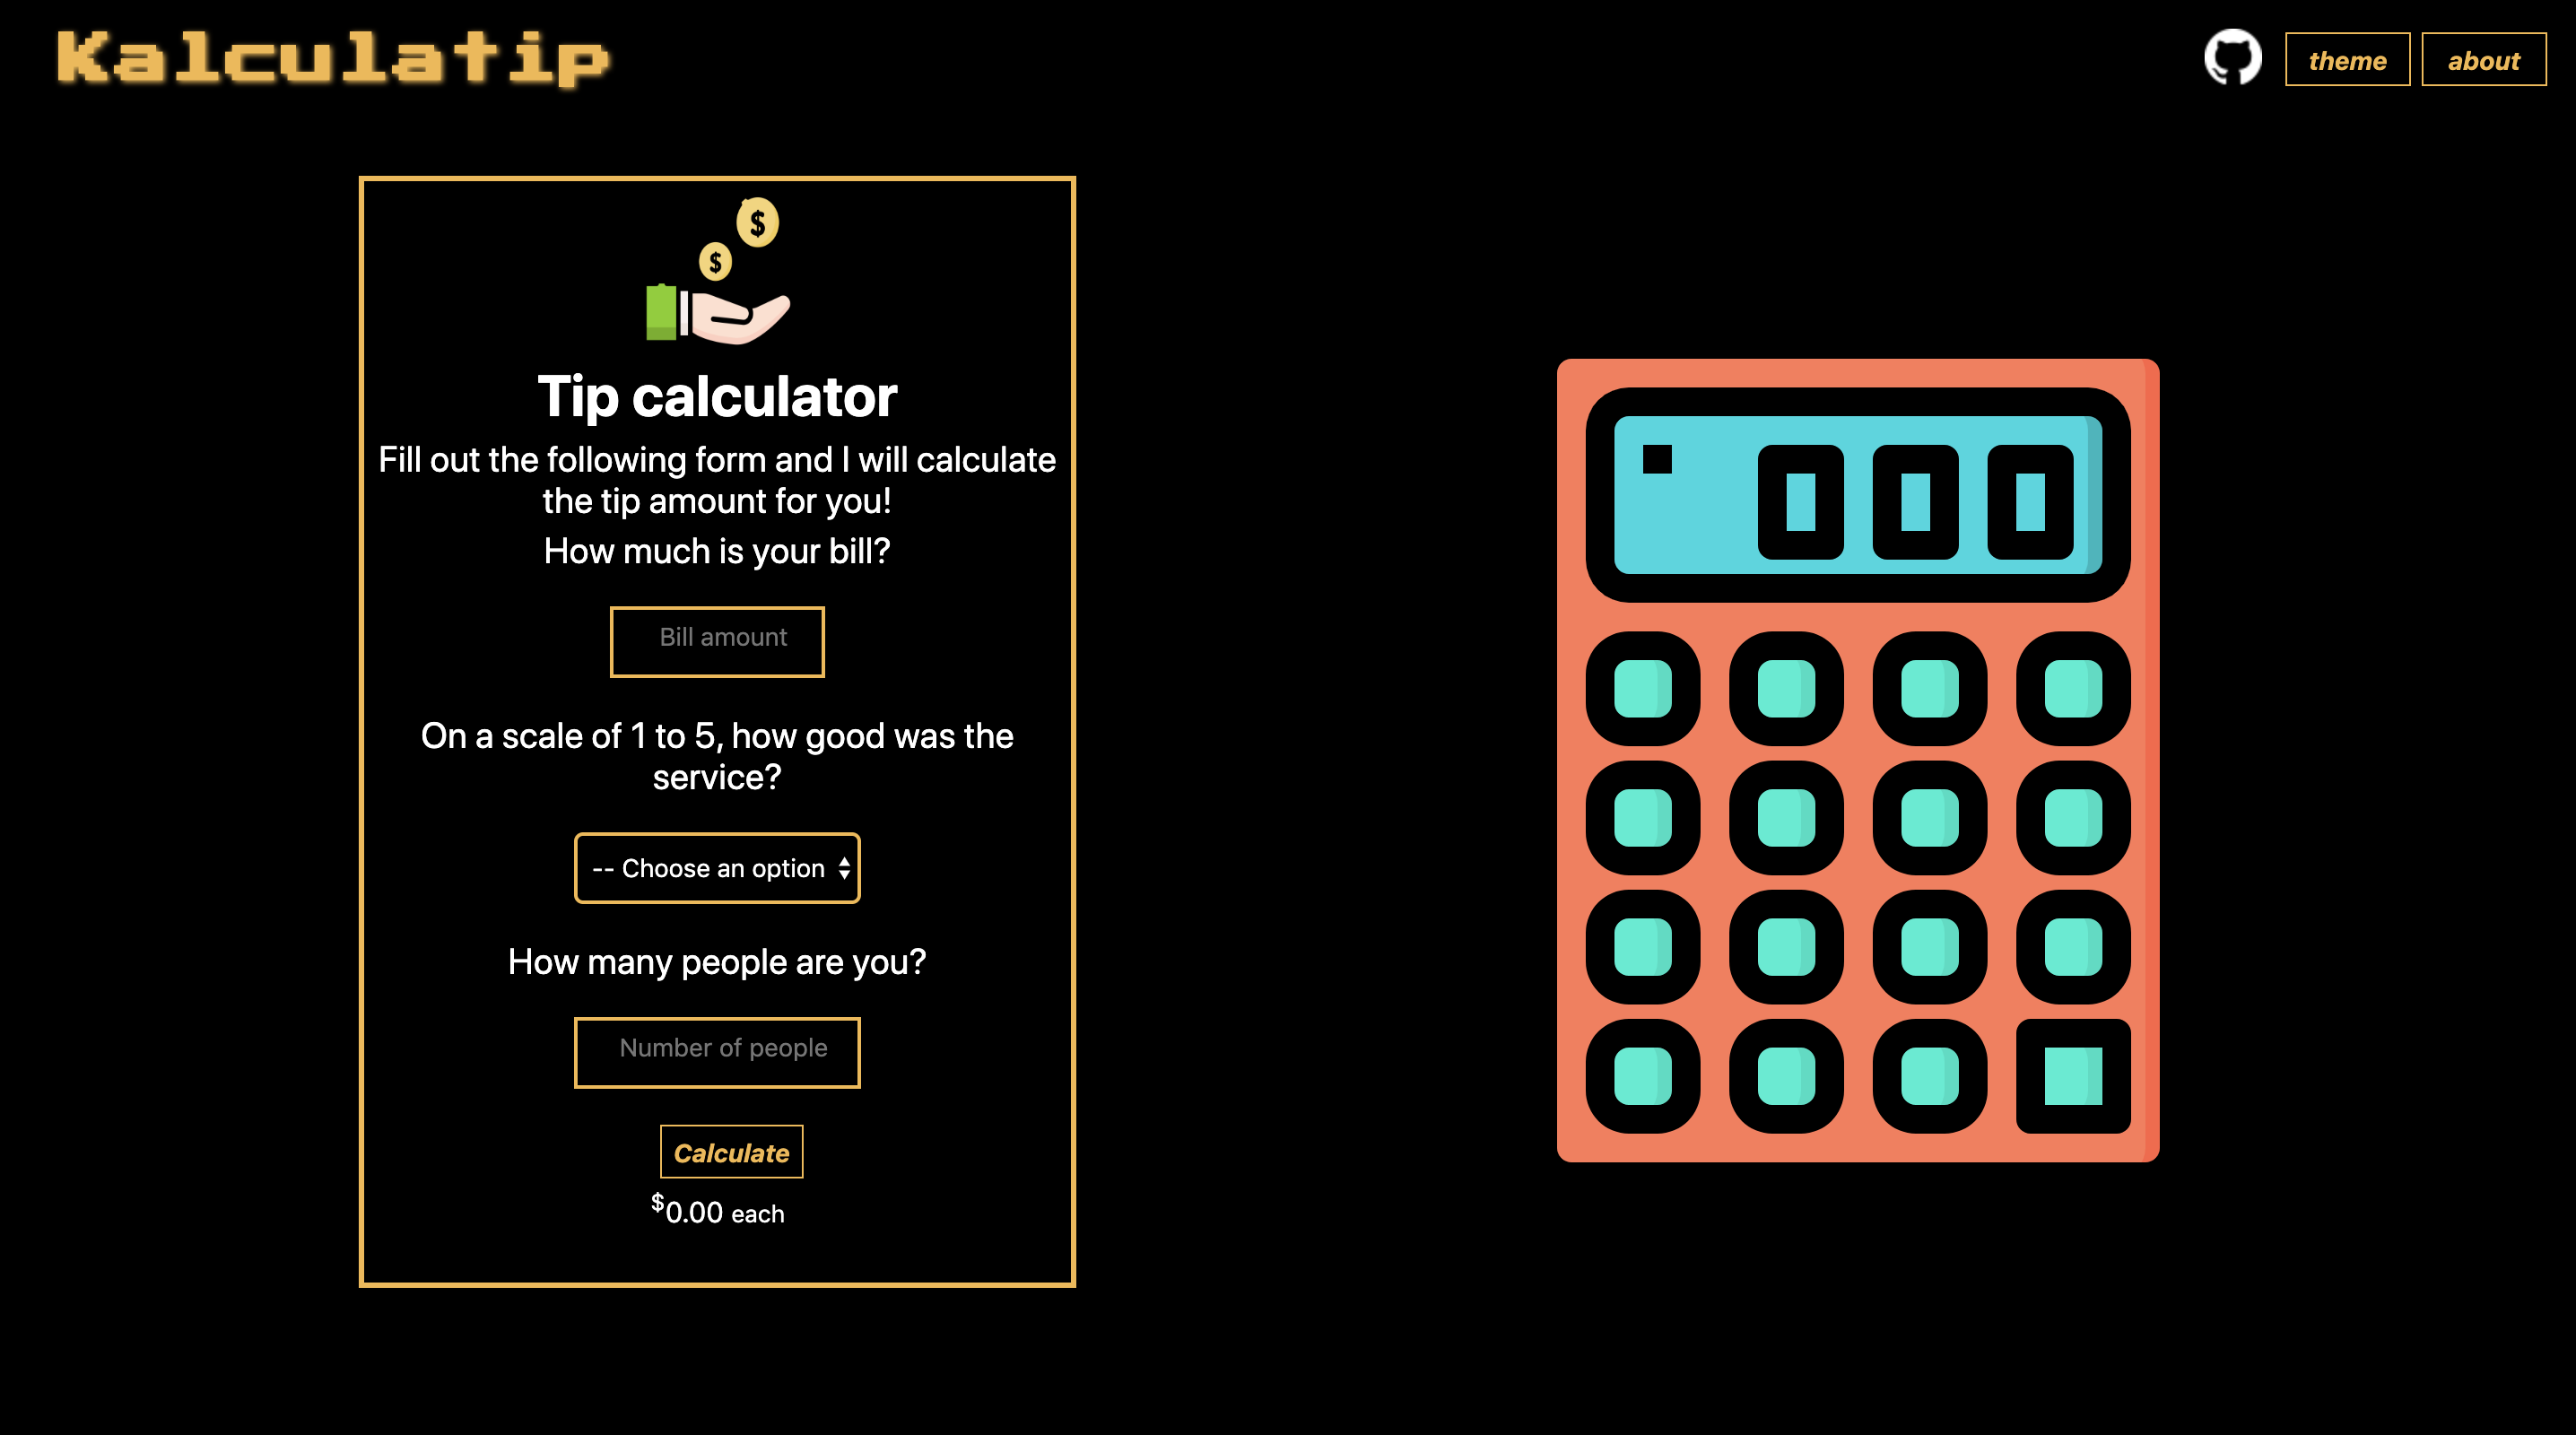 Kalculatip
theme
about
$
$
Tip calculator
Fill out the following form and I will calculate
the tip amount for you!
How much is your bill?
Bill amount
On a scale of 1 to 5, how good was the
service?
-- Choose an option
How many people are you?
Number of people
Calculate
$0.00 each
000